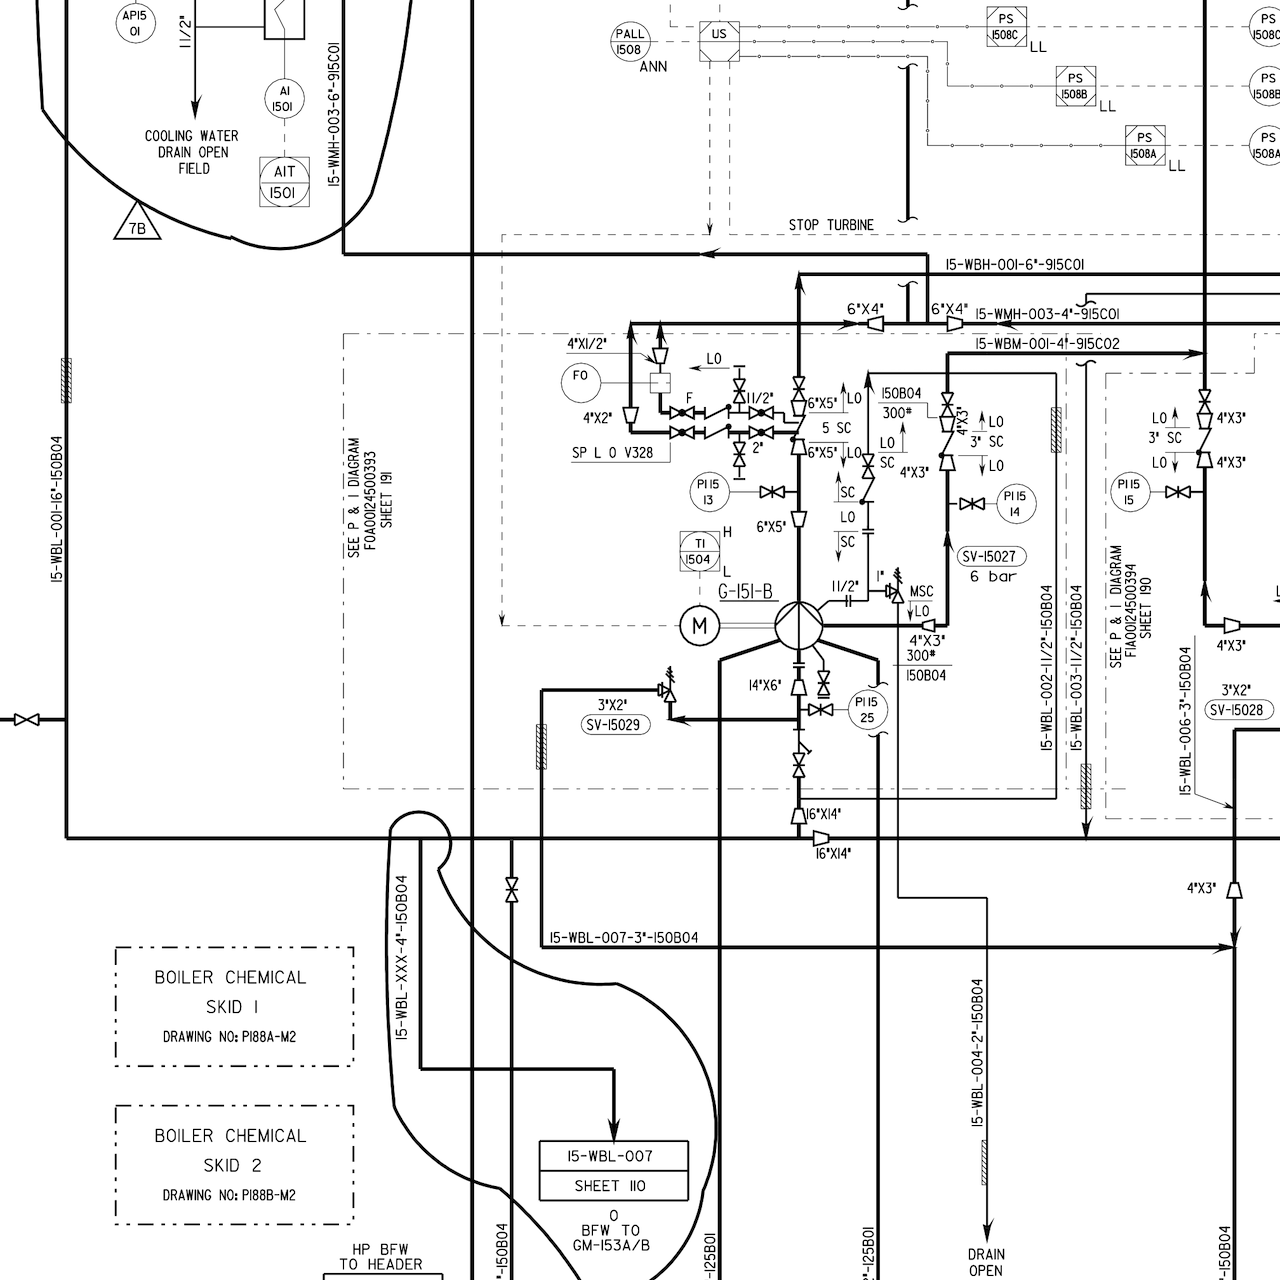 API5
01
11/2"
AI
1501
COOLING WATER
DRAIN OPEN
FIELD
AIT
1501
7B
15-WMH-003-6"-915C01
PALL
1508
ANN
US
PS
1508C
LL
PS
1508B
LL
PS
1508A
LL
PS
1508C
PS
1508B
PS
1508A
STOP TURBINE
15-WBH-001-6"-915C01
6"X4"
6"X4"
15-WMH-003-4"-915C01
15-WBM-001-4"-915C02
4"X1/2"
FO
LO
F
11/2"
4"X2"
2"
SP L O V328
6"X5"
LO
5 SC
6"X5"
LO
150B04
300#
4"X3"
LO
3" SC
LO
LO
SC
4"X3"
SC
LO
SC
LO
3" SC
LO
4"X3"
4"X3"
PI15
13
PI15
14
PI15
15
6"X5"
TI
1504
H
L
G-151-B
M
11/2"
1"
MSC
LO
SV-15027
6 bar
4"X3"
300#
150B04
4"X3"
15-WBL-001-16"-150B04
SEE P & I DIAGRAM
F0A00124500393
SHEET 191
15-WBL-002-11/2"-150B04
15-WBL-003-11/2"-150B04
SEE P & I DIAGRAM
F1A00124500394
SHEET 190
15-WBL-006-3"-150B04
3"X2"
SV-15028
3"X2"
SV-15029
14"X6"
PI15
25
16"X14"
16"X14"
4"X3"
15-WBL-007-3"-150B04
15-WBL-XXX-4"-150B04
BOILER CHEMICAL
SKID 1
DRAWING NO: P188A-M2
BOILER CHEMICAL
SKID 2
DRAWING NO: P188B-M2
15-WBL-004-2"-150B04
15-WBL-007
SHEET 110
O
BFW TO
GM-153A/B
HP BFW
TO HEADER
"-150B04
-125B01
2"-125B01
DRAIN
OPEN
"-150B04